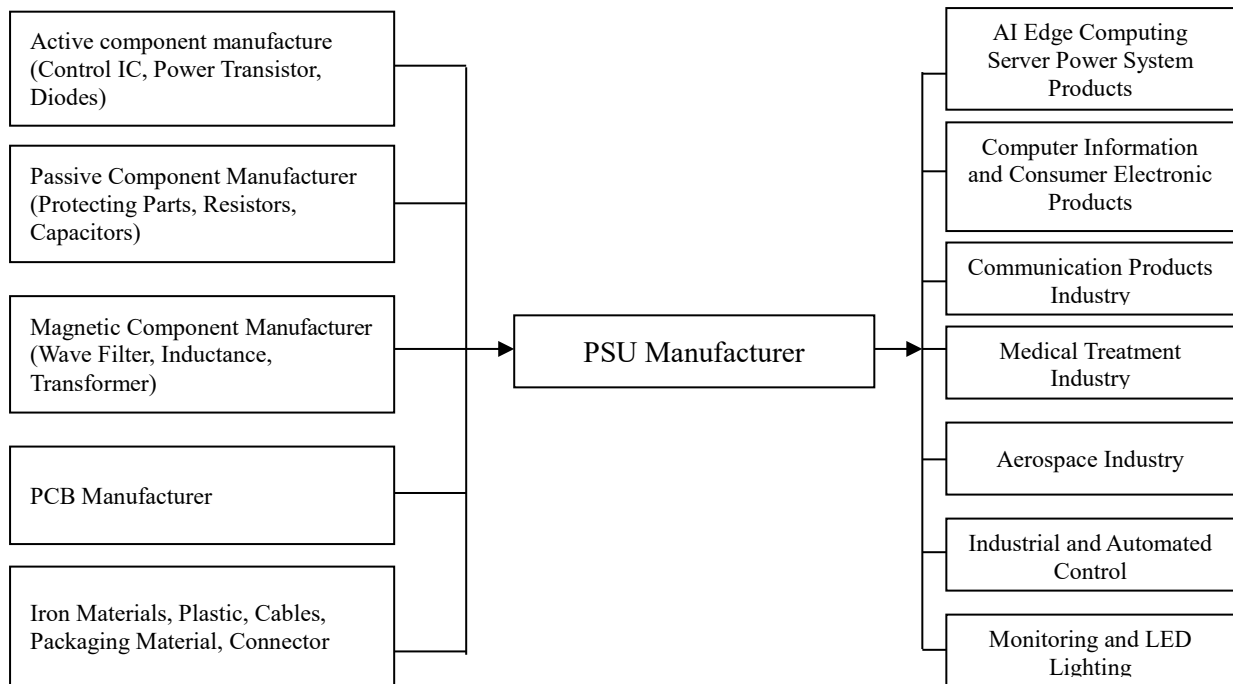 Active component manufacture
(Control IC, Power Transistor,
Diodes)
Passive Component Manufacturer
(Protecting Parts, Resistors,
Capacitors)
Magnetic Component Manufacturer
(Wave Filter, Inductance,
Transformer)
PCB Manufacturer
Iron Materials, Plastic, Cables,
Packaging Material, Connector
PSU Manufacturer
AI Edge Computing
Server Power System
Products
Computer Information
and Consumer Electronic
Products
Communication Products
Industry
Medical Treatment
Industry
Aerospace Industry
Industrial and Automated
Control
Monitoring and LED
Lighting